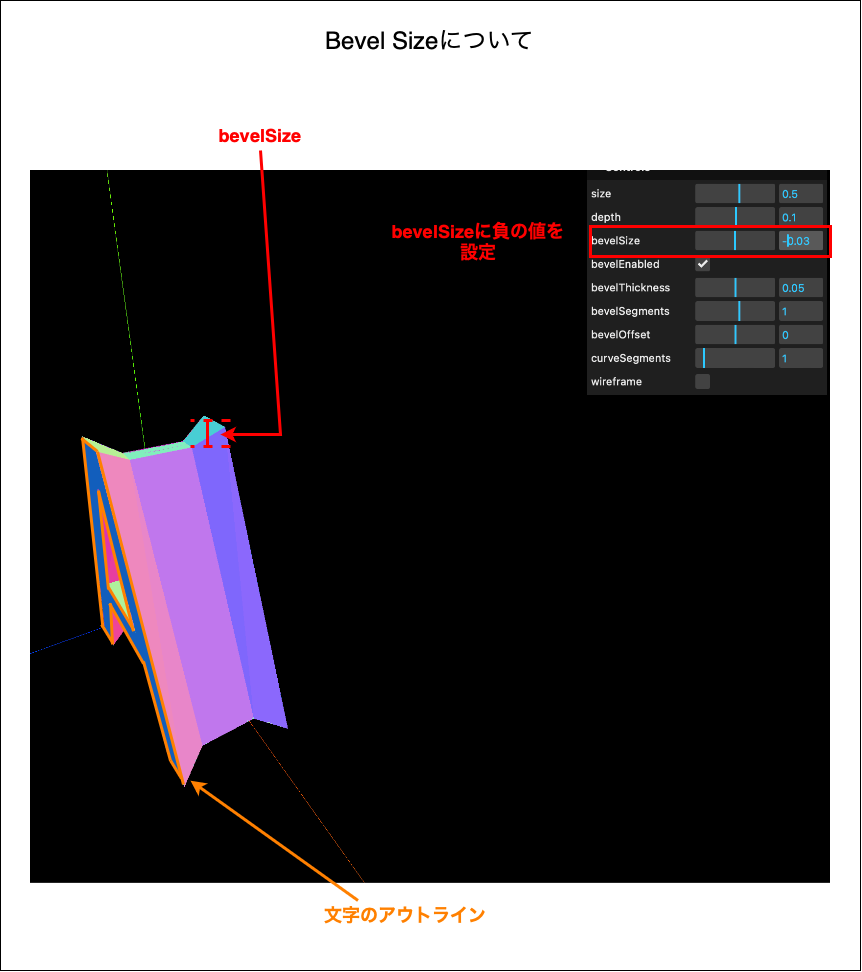 Bevel Sizeについて
bevelSize
bevelSizeに負の値を
設定
Controls
size 0.5
depth 0.1
bevelSize -0.03
bevelEnabled
bevelThickness 0.05
bevelSegments 1
bevelOffset 0
curveSegments 1
wireframe
文字のアウトライン